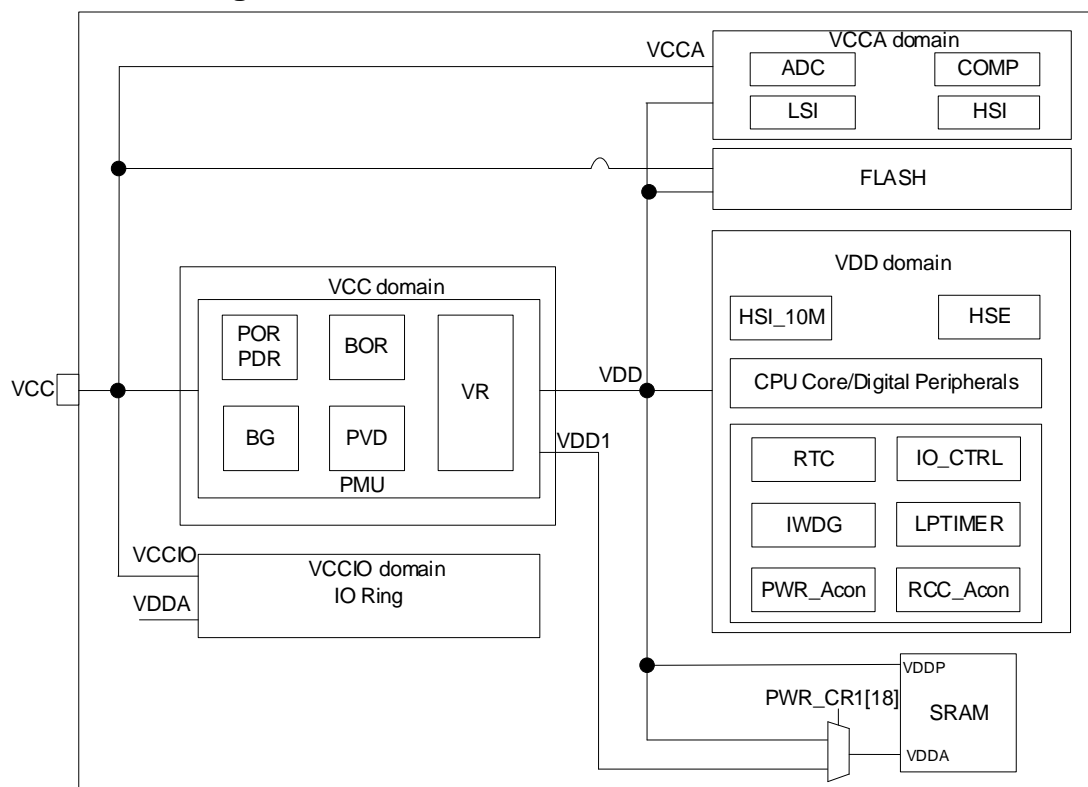 VCCA
VCCA domain
ADC
COMP
LSI
HSI
FLASH
VCC domain
POR
PDR
BOR
VR
BG
PVD
PMU
VCC
VDD
VDD1
VDD domain
HSI_10M
HSE
CPU Core/Digital Peripherals
RTC
IO_CTRL
IWDG
LPTIMER
PWR_Acon
RCC_Acon
VCCIO
VDDA
VCCIO domain
IO Ring
PWR_CR1[18]
VDDP
SRAM
VDDA